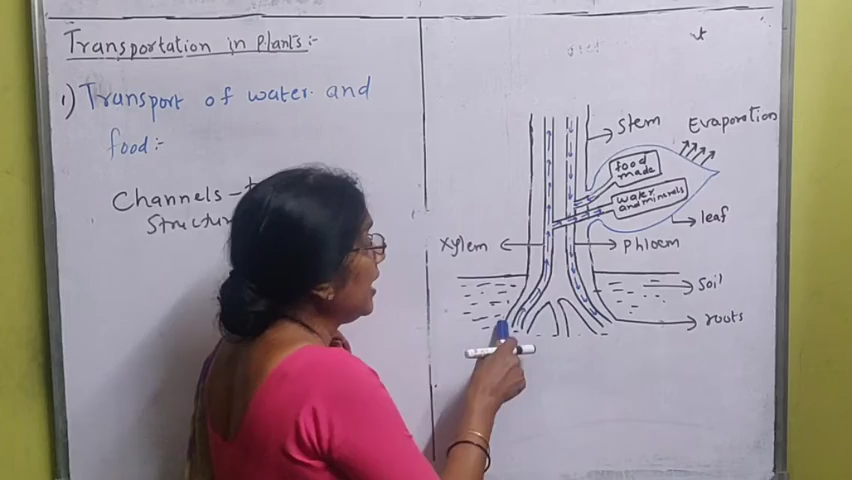 Transportation in plants:-
1) Transport of water and
food:-
Channels -
stem
Evaporation
food
made
water
and minerals
leaf
xylem
phloem
soil
roots